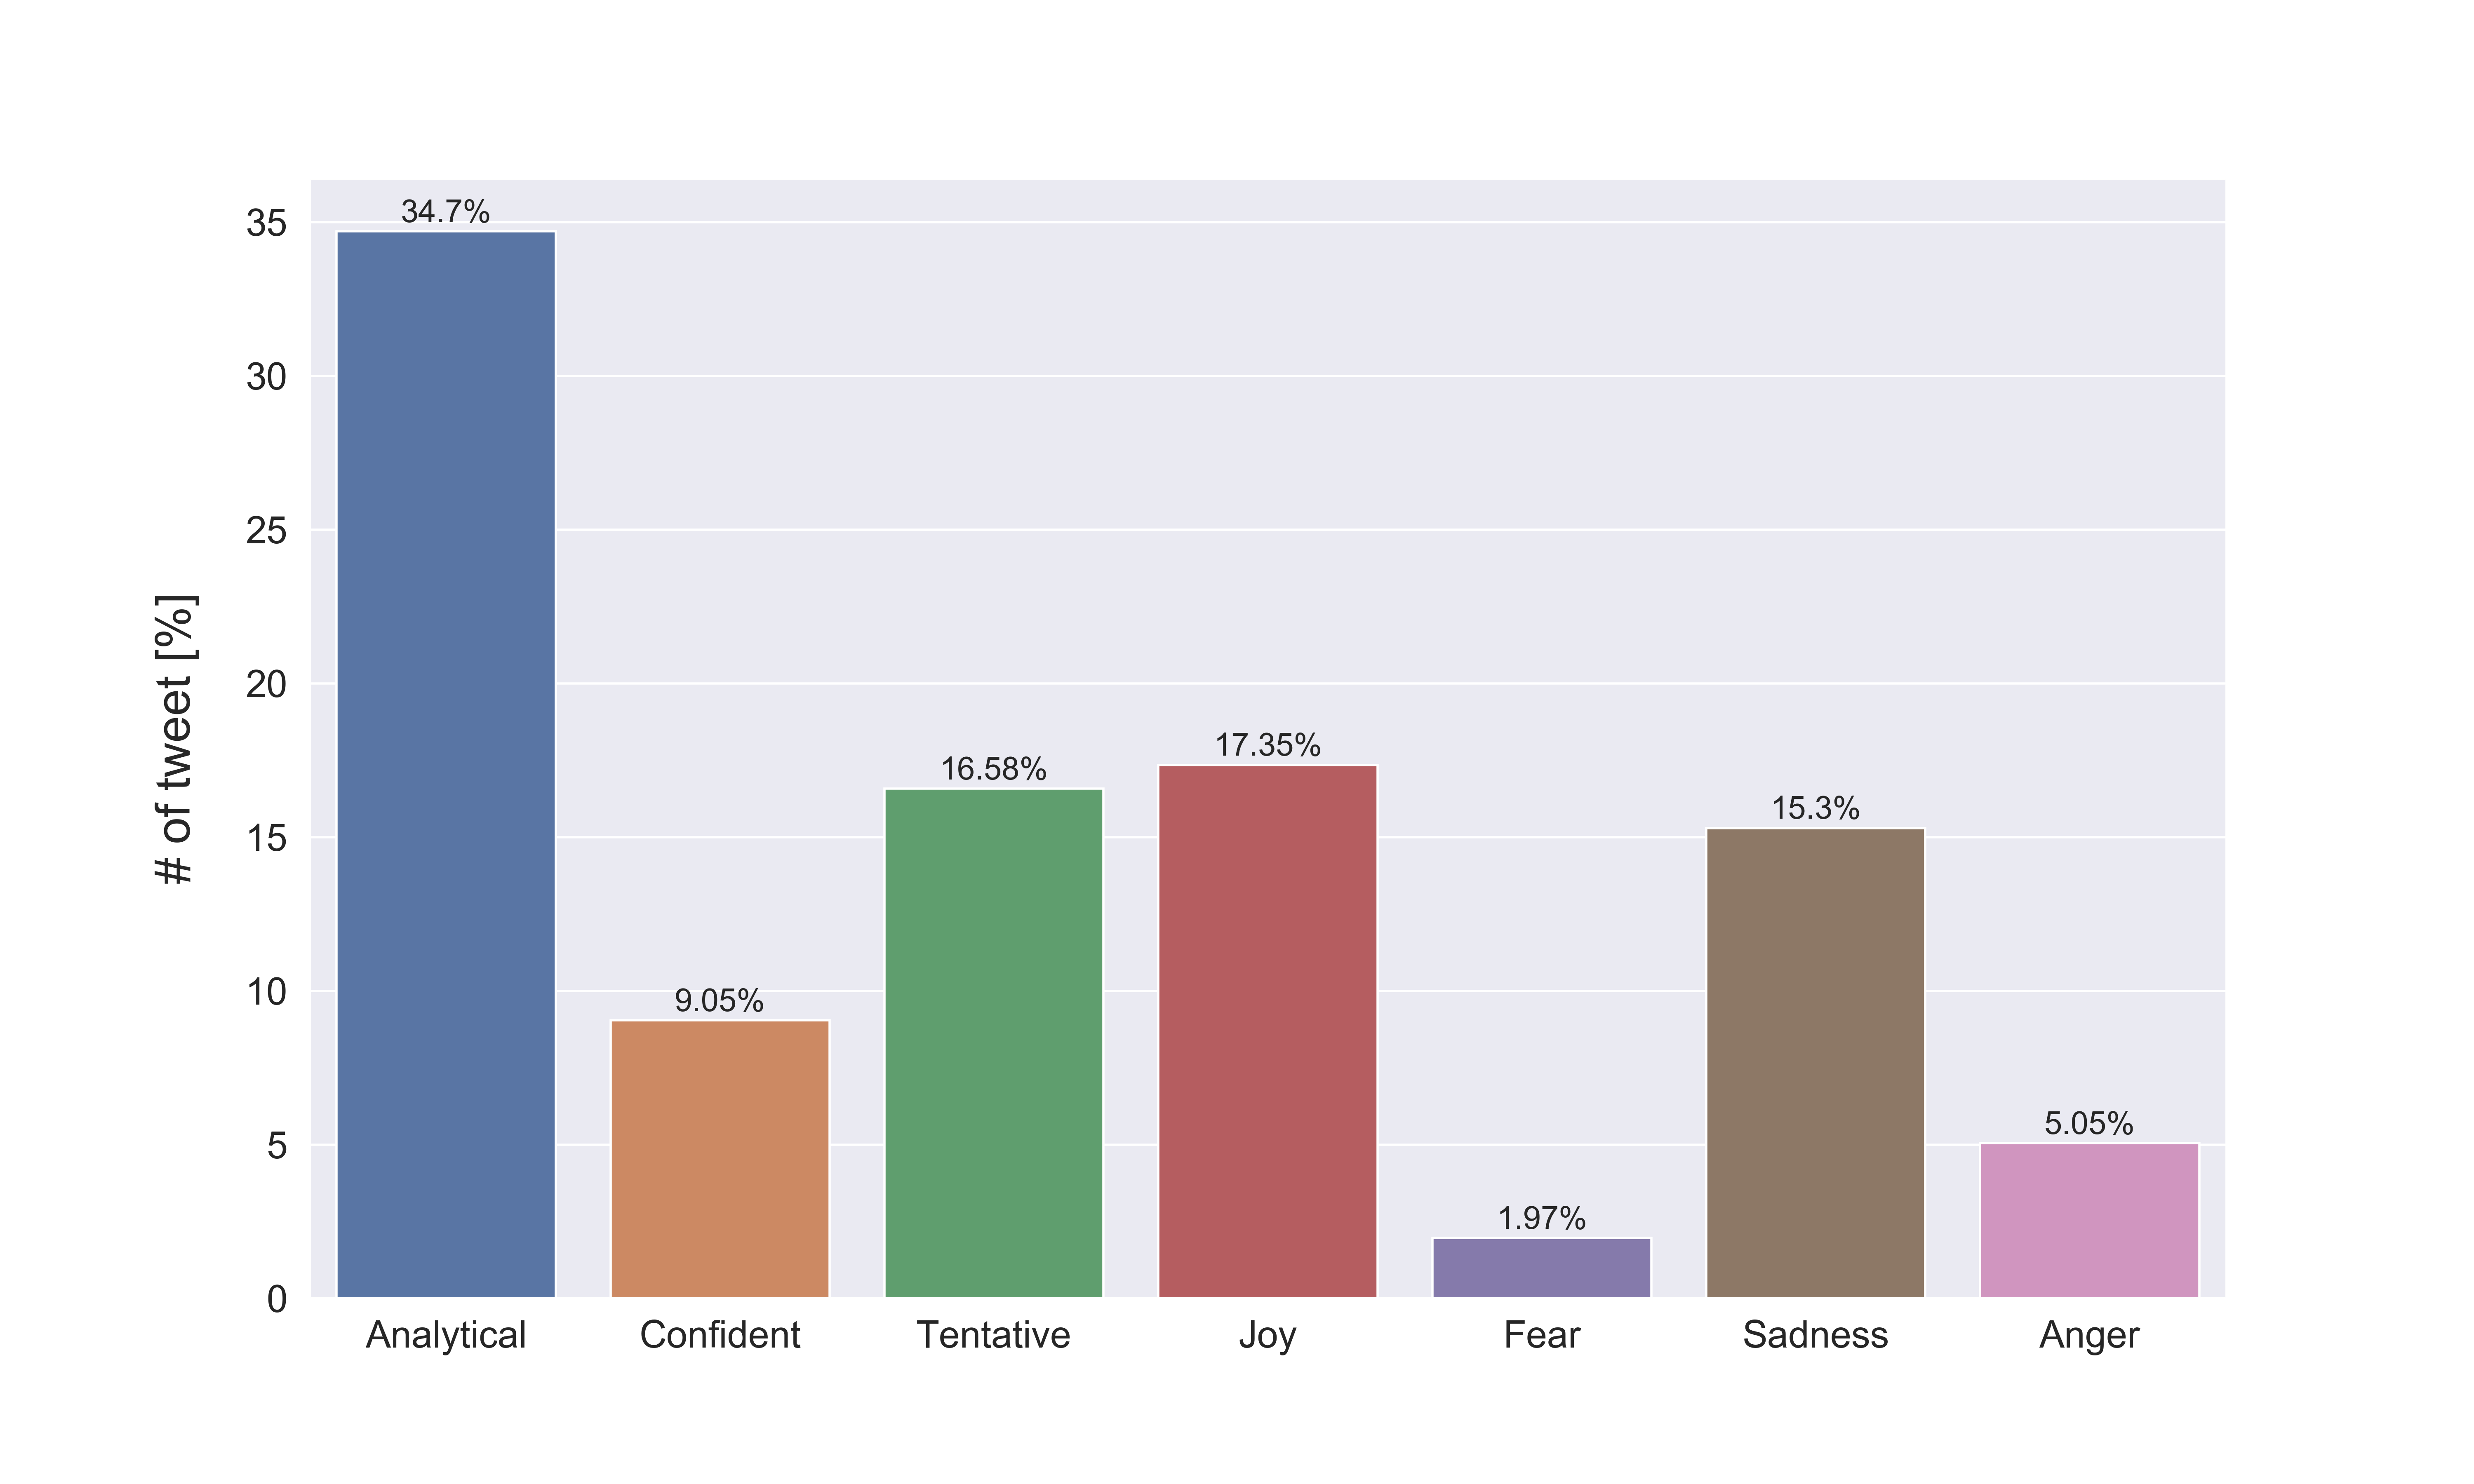 # of tweet [%]
35
30
25
20
15
10
5
0
34.7%
9.05%
16.58%
17.35%
1.97%
15.3%
5.05%
Analytical
Confident
Tentative
Joy
Fear
Sadness
Anger